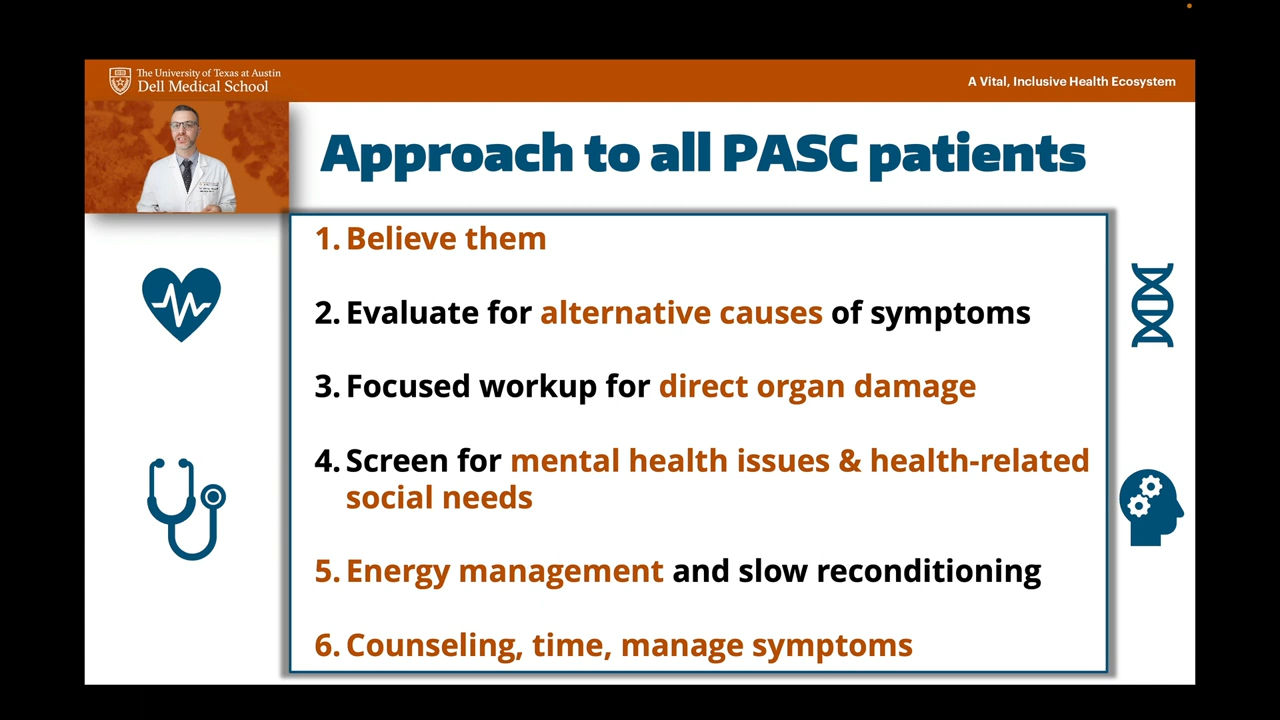 The University of Texas at Austin
Dell Medical School
A Vital, Inclusive Health Ecosystem
Approach to all PASC patients
1. Believe them
2. Evaluate for alternative causes of symptoms
3. Focused workup for direct organ damage
4. Screen for mental health issues & health-related
social needs
5. Energy management and slow reconditioning
6. Counseling, time, manage symptoms